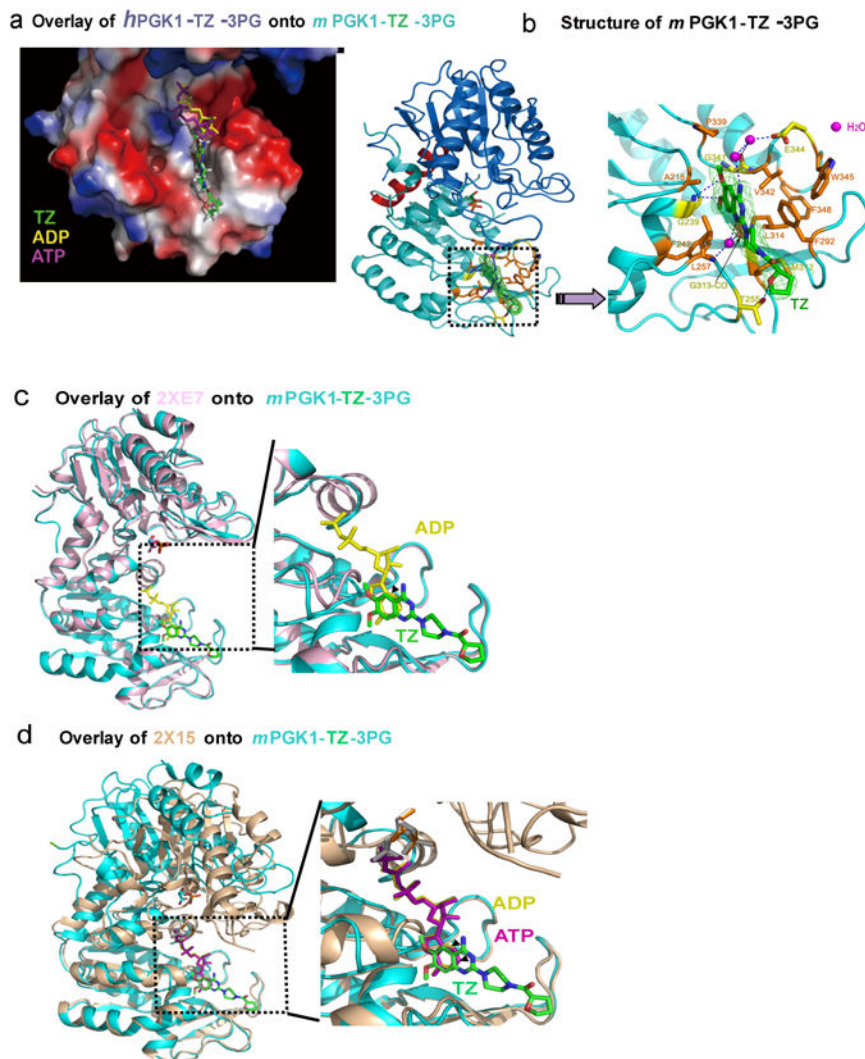 a Overlay of hPGK1-TZ -3PG onto mPGK1-TZ -3PG
TZ
ADP
ATP
b Structure of mPGK1-TZ -3PG
H2O
P339
E344
G341
W345
A215
V342
F348
G239
L314
F292
L257
G313-CO
T255
TZ
c Overlay of 2XE7 onto mPGK1-TZ-3PG
ADP
TZ
d Overlay of 2X15 onto mPGK1-TZ-3PG
ADP
ATP
TZ